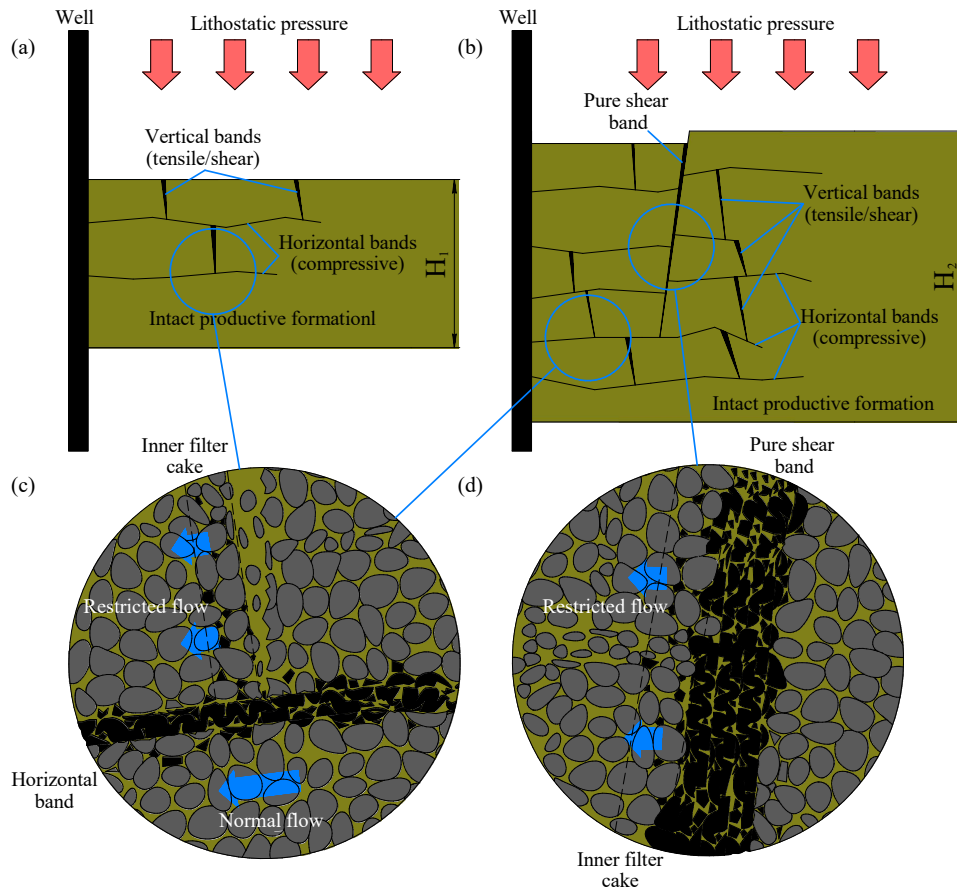 Well
Lithostatic pressure
(a)
Vertical bands
(tensile/shear)
Horizontal bands
(compressive)
H1
Intact productive formationl
Well
Lithostatic pressure
(b)
Pure shear
band
Vertical bands
(tensile/shear)
H2
Horizontal bands
(compressive)
Intact productive formation
Inner filter
cake
(c)
Restricted flow
Horizontal
band
Normal flow
Pure shear
band
(d)
Restricted flow
Inner filter
cake